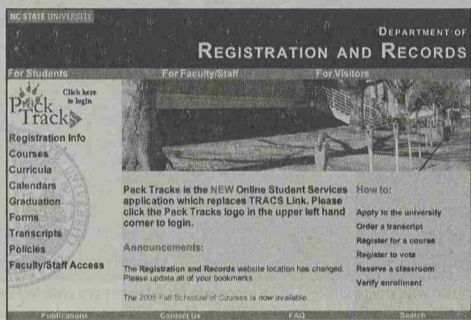 NC STATE UNIVERSITY
DEPARTMENT OF
REGISTRATION AND RECORDS
For Students
For Faculty/Staff
For Visitors
Click here
to login
Pack
Tracks
Registration Info
Courses
Curricula
Calendars
Graduation
Forms
Transcripts
Policies
Faculty/Staff Access
Pack Tracks is the NEW Online Student Services
application which replaces TRACS Link. Please
click the Pack Tracks logo in the upper left hand
corner to login.
Announcements:
The Registration and Records website location has changed.
Please update all of your bookmarks.
The 2005 Fall Schedule of Courses is now available.
How to:
Apply to the university
Order a transcript
Register for a course
Register to vote
Reserve a classroom
Verify enrollment
Publications
Contact Us
FAQ
Search